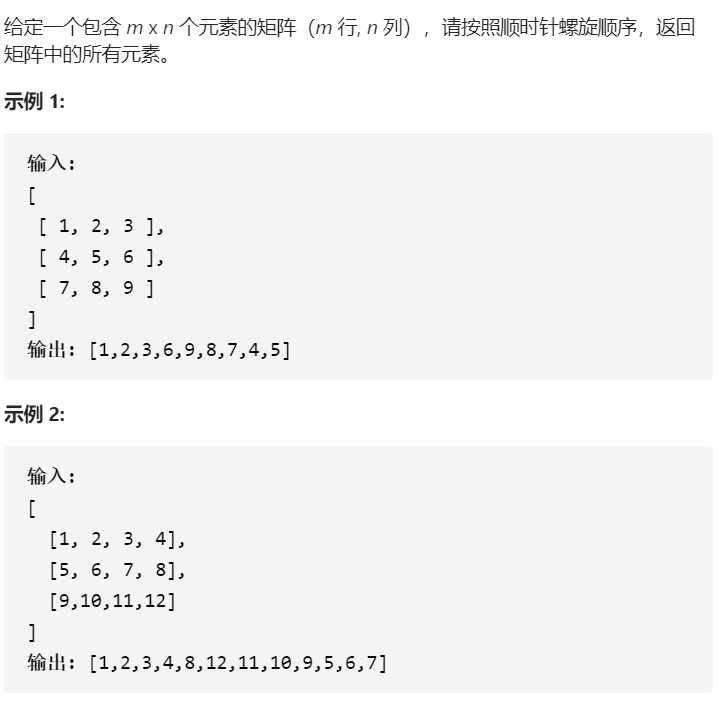 给定一个包含 m x n 个元素的矩阵（m 行, n 列），请按照顺时针螺旋顺序，返回
矩阵中的所有元素。
示例 1:
输入:
[
[ 1, 2, 3 ],
[ 4, 5, 6 ],
[ 7, 8, 9 ]
]
输出: [1,2,3,6,9,8,7,4,5]
示例 2:
输入:
[
[1, 2, 3, 4],
[5, 6, 7, 8],
[9,10,11,12]
]
输出: [1,2,3,4,8,12,11,10,9,5,6,7]